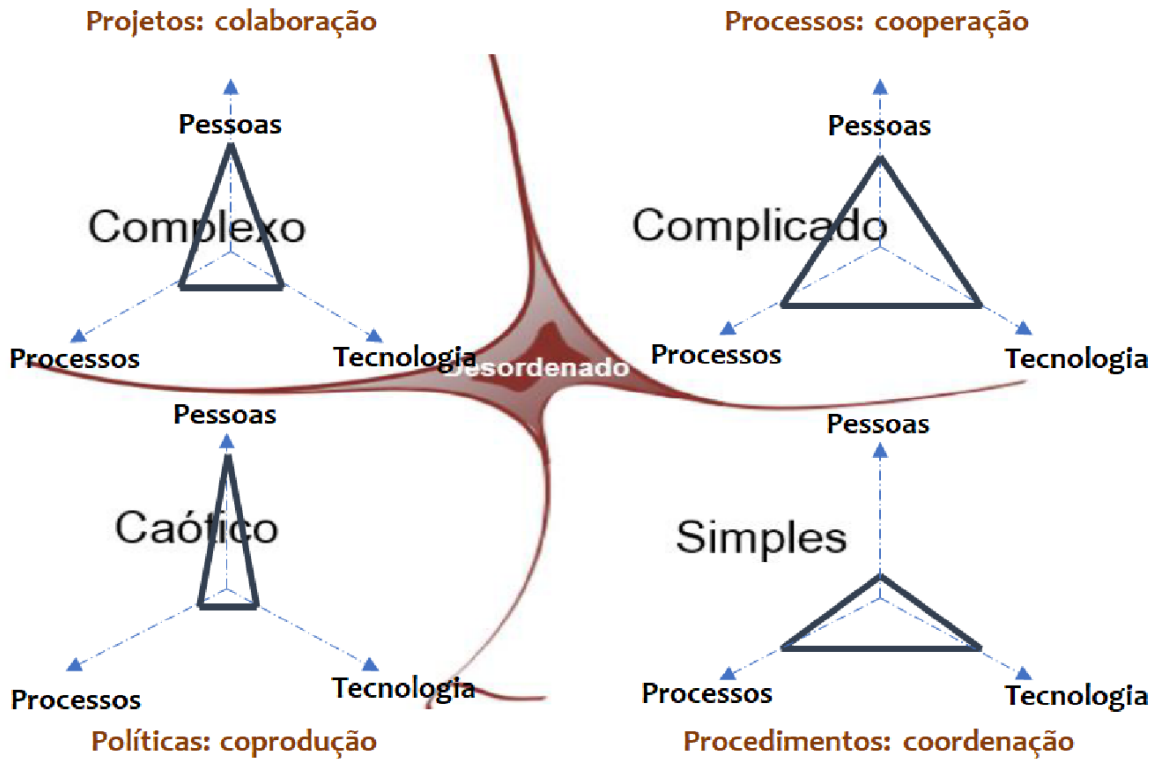 Projetos: colaboração
Processos: cooperação
Pessoas
Complexo
Processos
Tecnologia
Pessoas
Complicado
Processos
Tecnologia
Desordenado
Pessoas
Caótico
Processos
Tecnologia
Pessoas
Simples
Processos
Tecnologia
Políticas: coprodução
Procedimentos: coordenação